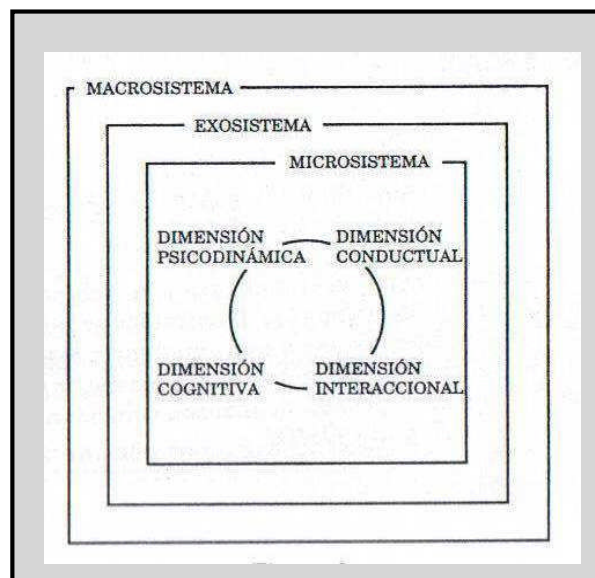 MACROSISTEMA
EXOSISTEMA
MICROSISTEMA
DIMENSIÓN
PSICODINÁMICA
DIMENSIÓN
CONDUCTUAL
DIMENSIÓN
COGNITIVA
DIMENSIÓN
INTERACCIONAL